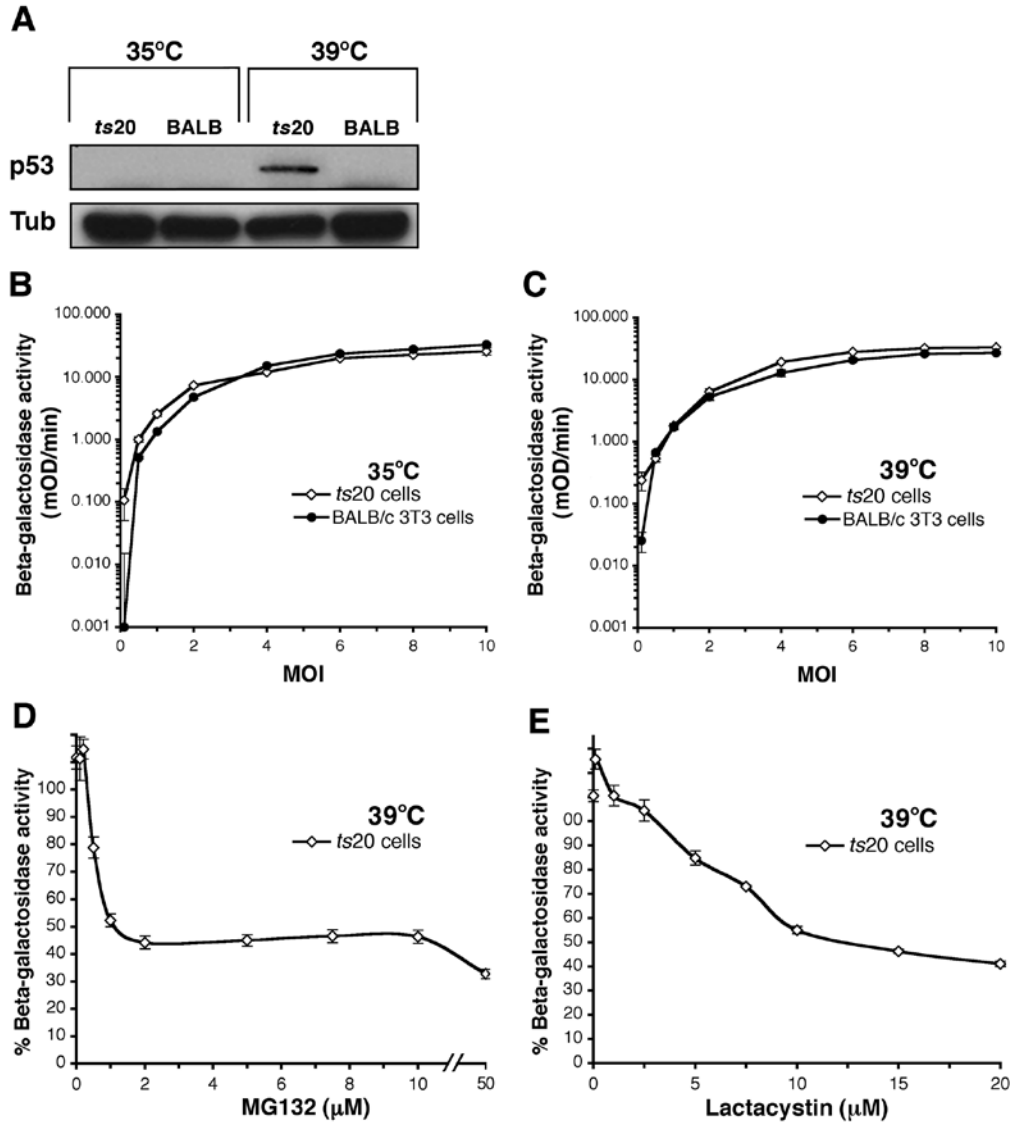 A
35°C 39°C
ts20 BALB ts20 BALB
p53
Tub
B
100.000
10.000
1.000
0.100
0.010
0.001
Beta-galactosidase activity
(mOD/min)
35°C
ts20 cells
BALB/c 3T3 cells
0 2 4 6 8 10
MOI
C
100.000
10.000
1.000
0.100
0.010
0.001
Beta-galactosidase activity
(mOD/min)
39°C
ts20 cells
BALB/c 3T3 cells
0 2 4 6 8 10
MOI
D
100
90
80
70
60
50
40
30
20
10
0
% Beta-galactosidase activity
39°C
ts20 cells
0 2 4 6 8 10 50
MG132 (µM)
E
00
90
80
70
60
50
40
30
20
10
0
% Beta-galactosidase activity
39°C
ts20 cells
0 5 10 15 20
Lactacystin (µM)